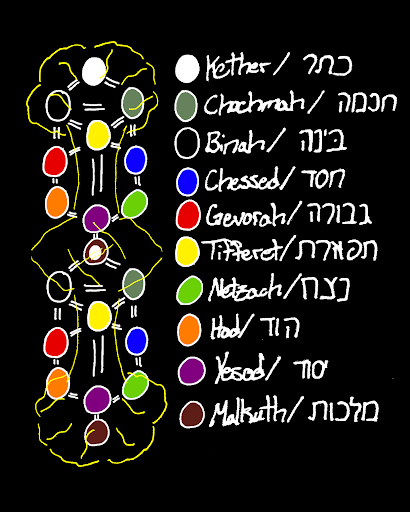 Kether/ כתר
Chochmah/ חכמה
Binah/ בינה
Chessed/ חסד
Gevorah/ גבורה
Tifferet/ תפארת
Netzach/ נצח
Hod/ הוד
Yesod/ יסוד
Malkuth/ מלכות